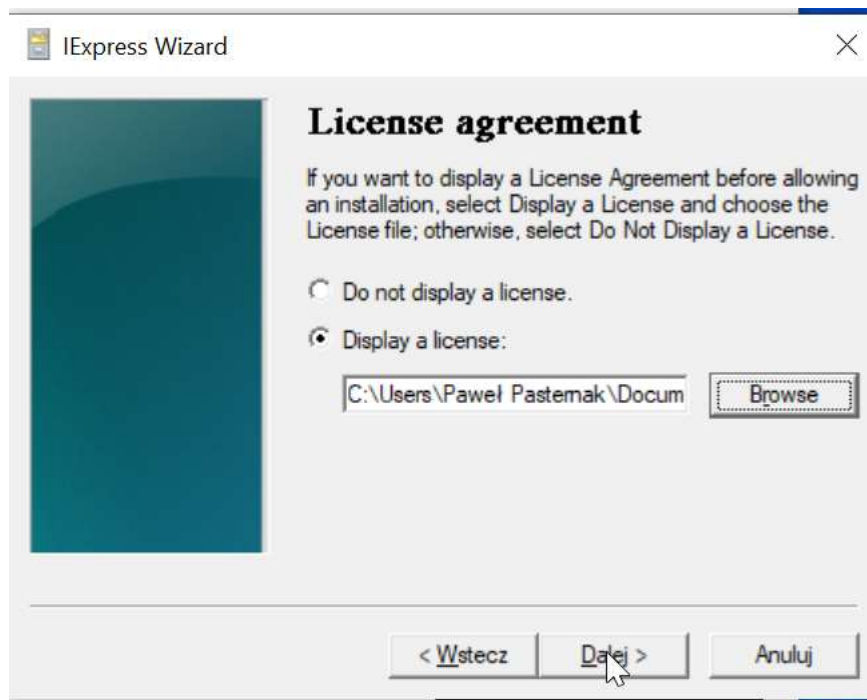 IExpress Wizard
License agreement
If you want to display a License Agreement before allowing
an installation, select Display a License and choose the
License file; otherwise, select Do Not Display a License.
Do not display a license.
Display a license:
C:\Users\Paweł Pasternak\Docum
Browse
< Wstecz
Dalej >
Anuluj